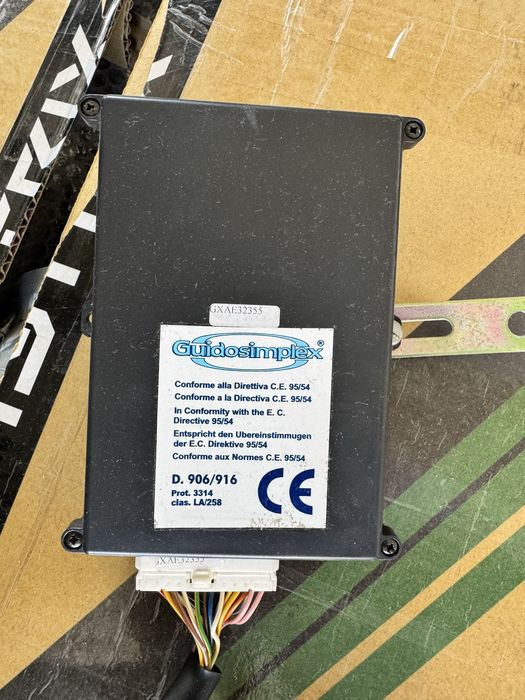 GXAE32355
Guidosimplex®
Conforme alla Direttiva C.E. 95/54
Conforme a la Directiva C.E. 95/54
In Conformity with the E. C.
Directive 95/54
Entspricht den Ubereinstimmugen
der E.C. Direktive 95/54
Conforme aux Normes C.E. 95/54
D. 906/916
Prot. 3314
clas. LA/258
CE
GXAE32355